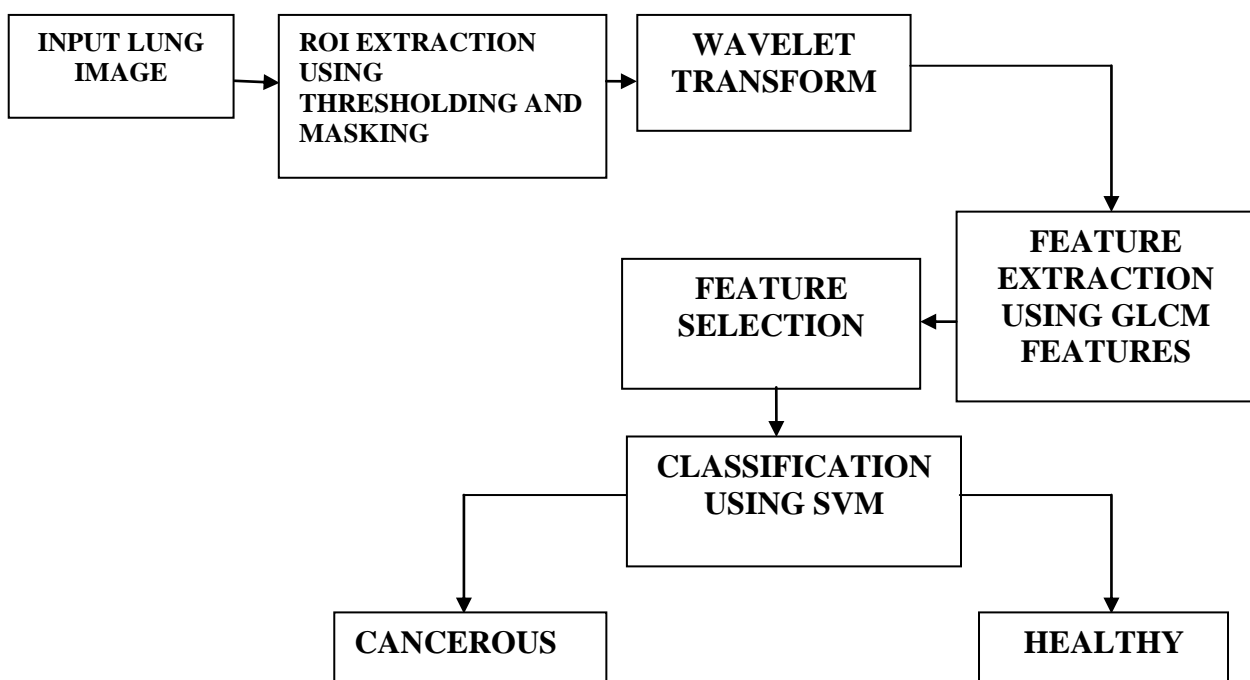 INPUT LUNG
IMAGE
ROI EXTRACTION
USING
THRESHOLDING AND
MASKING
WAVELET
TRANSFORM
FEATURE
EXTRACTION
USING GLCM
FEATURES
FEATURE
SELECTION
CLASSIFICATION
USING SVM
CANCEROUS
HEALTHY